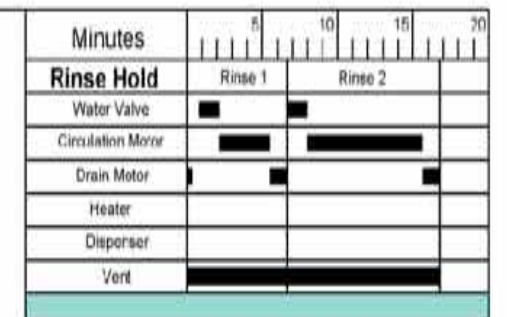 Minutes 5 10 15 20
Rinse Hold Rinse 1 Rinse 2
Water Valve
Circulation Motor
Drain Motor
Heater
Disperser
Vent